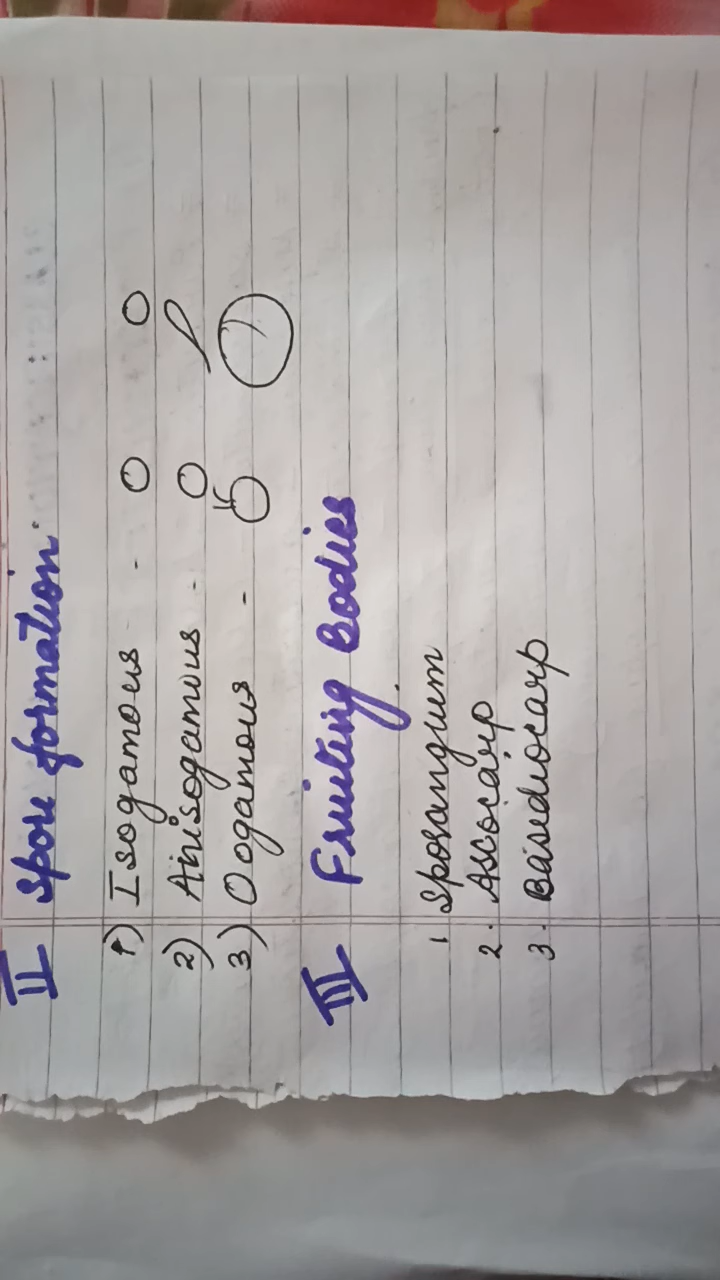 II Spore formation.
1) Isogamous -
2) Anisogamous -
3) Oogamous -
III Fruiting Bodies
1 Sporangium
2. Ascocarp
3. Basidiocarp